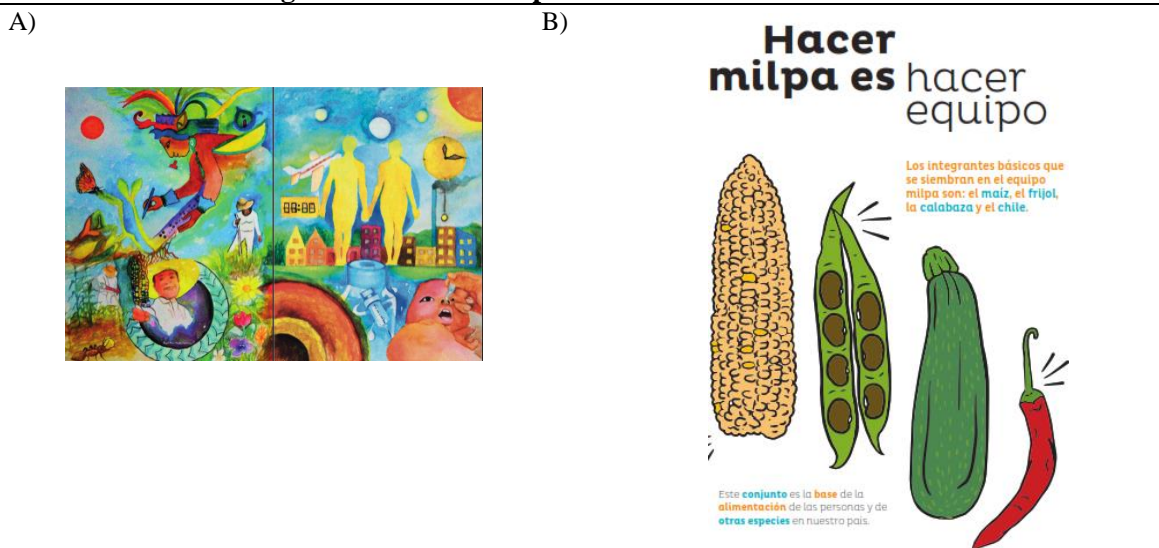 A)
B)
Hacer
milpa es hacer
equipo
Los integrantes básicos que
se siembran en el equipo
milpa son: el maíz, el frijol,
la calabaza y el chile.
Este conjunto es la base de la
alimentación de las personas y de
otras especies en nuestro país.